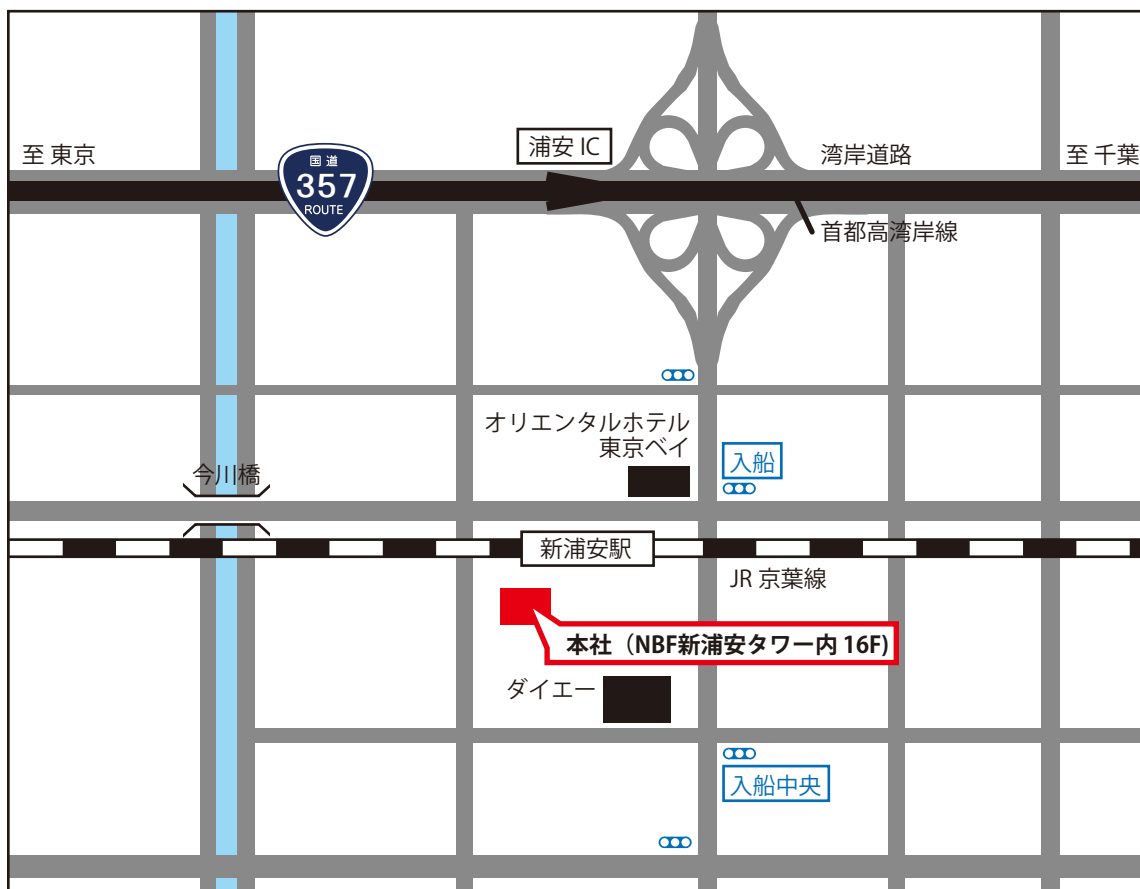 浦安 IC
至 東京
湾岸道路
至 千葉
国道
357
ROUTE
首都高湾岸線
オリエンタルホテル
東京ベイ
入船
今川橋
新浦安駅
JR 京葉線
本社（NBF新浦安タワー内 16F)
ダイエー
入船中央